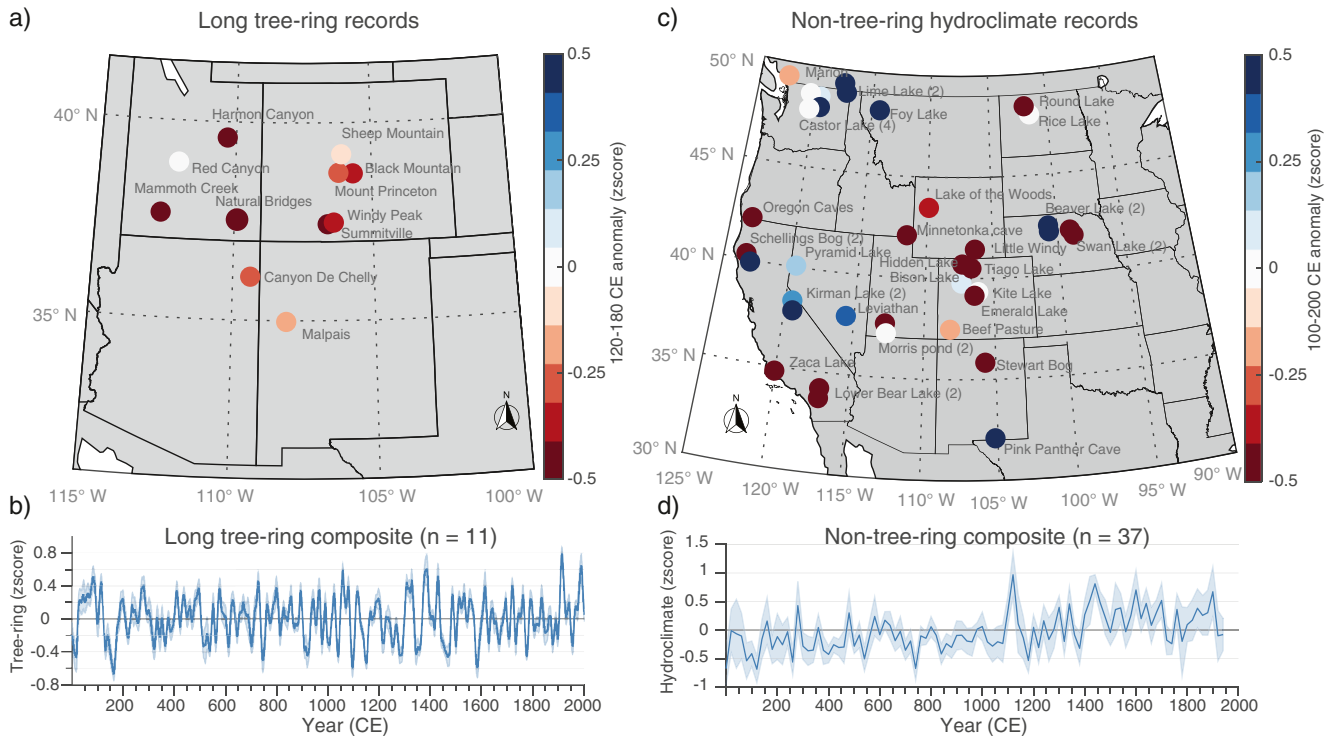 a)
Long tree-ring records
40° N
35° N
115° W
110° W
105° W
100° W
Harmon Canyon
Sheep Mountain
Red Canyon
Black Mountain
Mammoth Creek
Mount Princeton
Natural Bridges
Windy Peak
Summitville
Canyon De Chelly
Malpais
N
0.5
0.25
0
-0.25
-0.5
120-180 CE anomaly (zscore)
b)
Long tree-ring composite (n = 11)
Tree-ring (zscore)
0.8
0.4
0
-0.4
-0.8
200
400
600
800
1000
1200
1400
1600
1800
2000
Year (CE)
c)
Non-tree-ring hydroclimate records
50° N
45° N
40° N
35° N
30° N
125° W
120° W
115° W
110° W
105° W
100° W
95° W
90° W
Marion
Lime Lake (2)
Castor Lake (4)
Foy Lake
Round Lake
Rice Lake
Lake of the Woods
Oregon Caves
Beaver Lake (2)
Minnetonka cave
Schellings Bog (2)
Swan Lake (2)
Pyramid Lake
Little Windy
Hidden Lake
Tiago Lake
Bison Lake
Kirman Lake (2)
Kite Lake
Leviathan
Emerald Lake
Beef Pasture
Morris pond (2)
Zaca Lake
Stewart Bog
Lower Bear Lake (2)
Pink Panther Cave
N
0.5
0.25
0
-0.25
-0.5
100-200 CE anomaly (zscore)
d)
Non-tree-ring composite (n = 37)
Hydroclimate (zscore)
1.5
1
0.5
0
-0.5
-1
200
400
600
800
1000
1200
1400
1600
1800
2000
Year (CE)